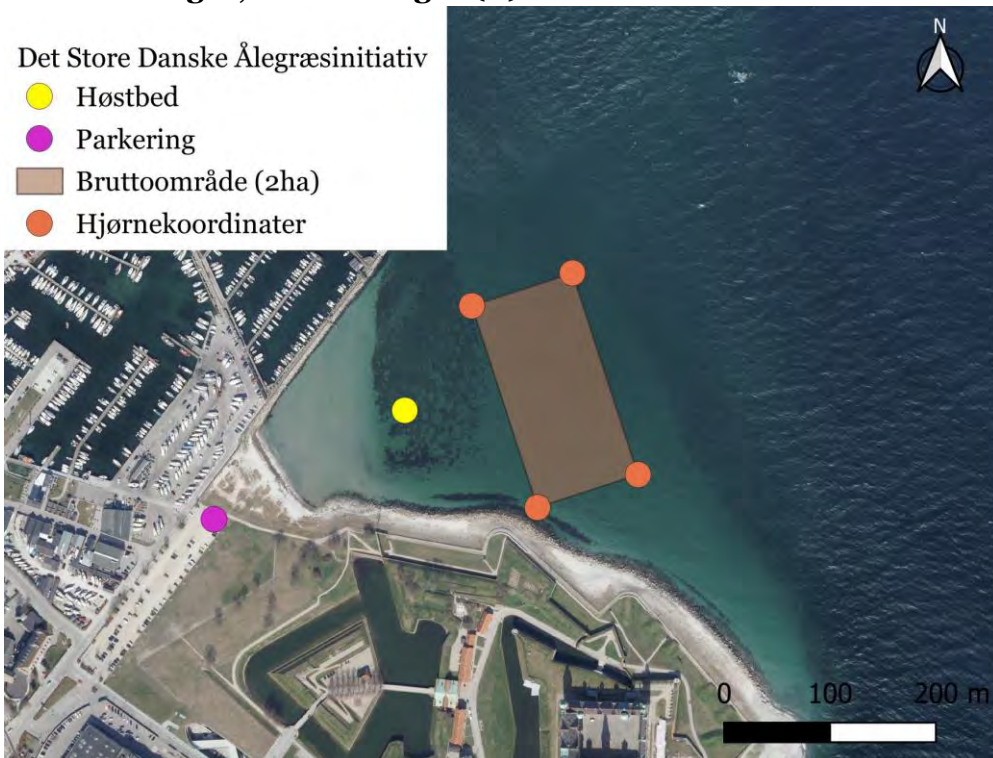 Det Store Danske Ålegræsinitiativ
Høstbed
Parkering
Bruttoområde (2ha)
Hjørnekoordinater
N
0 100 200 m